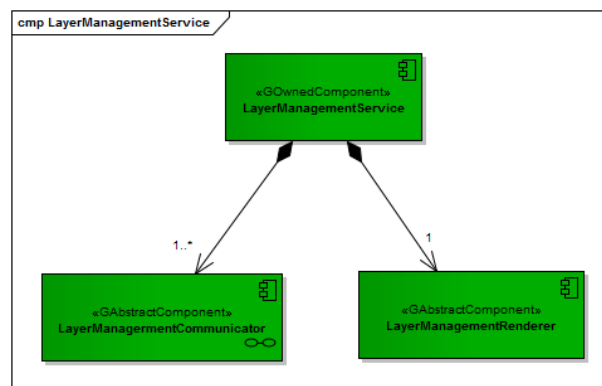 cmp LayerManagementService
«GOwnedComponent»
LayerManagementService
1..*
1
«GAbstractComponent»
LayerManagermentCommunicator
«GAbstractComponent»
LayerManagementRenderer